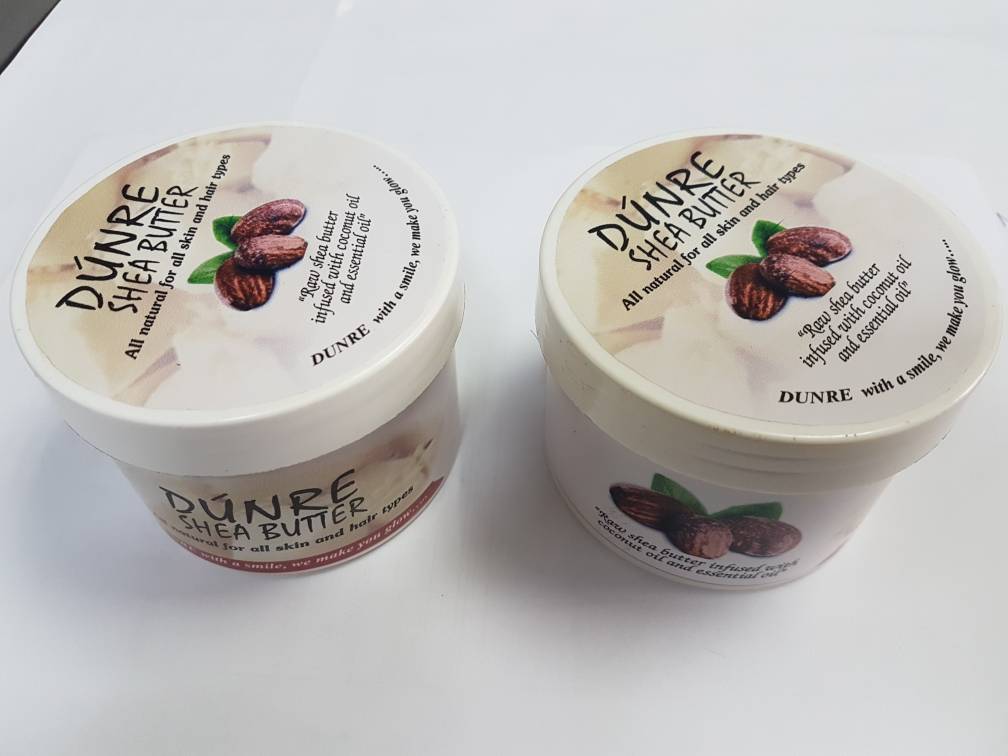 DÚNRE
SHEA BUTTER
All natural for all skin and hair types
"Raw shea butter
infused with coconut oil
and essential oil"
DUNRE with a smile, we make you glow....
DÚNRE
SHEA BUTTER
natural for all skin and hair types
with a smile, we make you glow....
DÚNRE
SHEA BUTTER
All natural for all skin and hair types
"Raw shea butter
infused with coconut oil
and essential oil"
DUNRE with a smile, we make you glow....
"Raw shea butter infused with
coconut oil and essential oil"